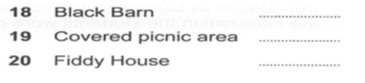 18 Black Barn ....................
19 Covered picnic area ....................
20 Fiddy House ....................